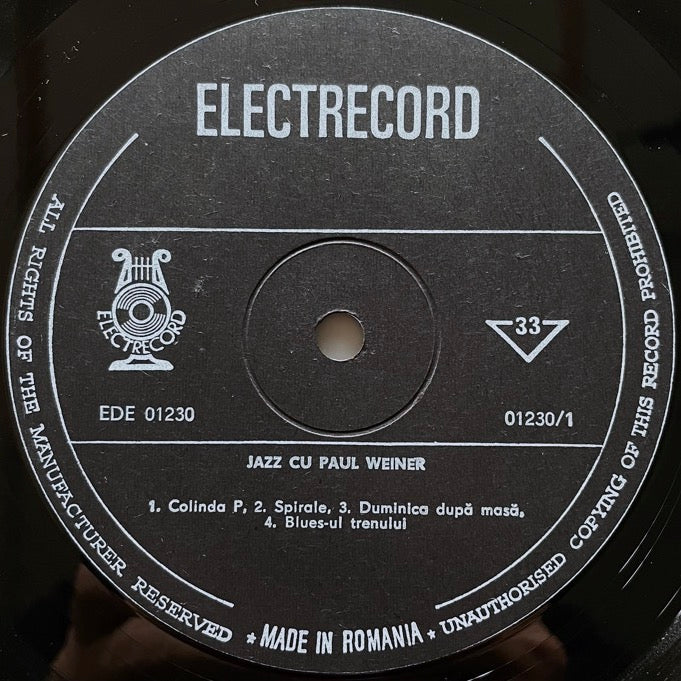 ELECTRECORD
ELECTRECORD
33
EDE 01230
01230/1
JAZZ CU PAUL WEINER
1. Colinda P, 2. Spirale, 3. Duminica după masă,
4. Blues-ul trenului
ALL RIGHTS OF THE MANUFACTURER RESERVED ★ MADE IN ROMANIA ★ UNAUTHORISED COPYING OF THIS RECORD PROHIBITED